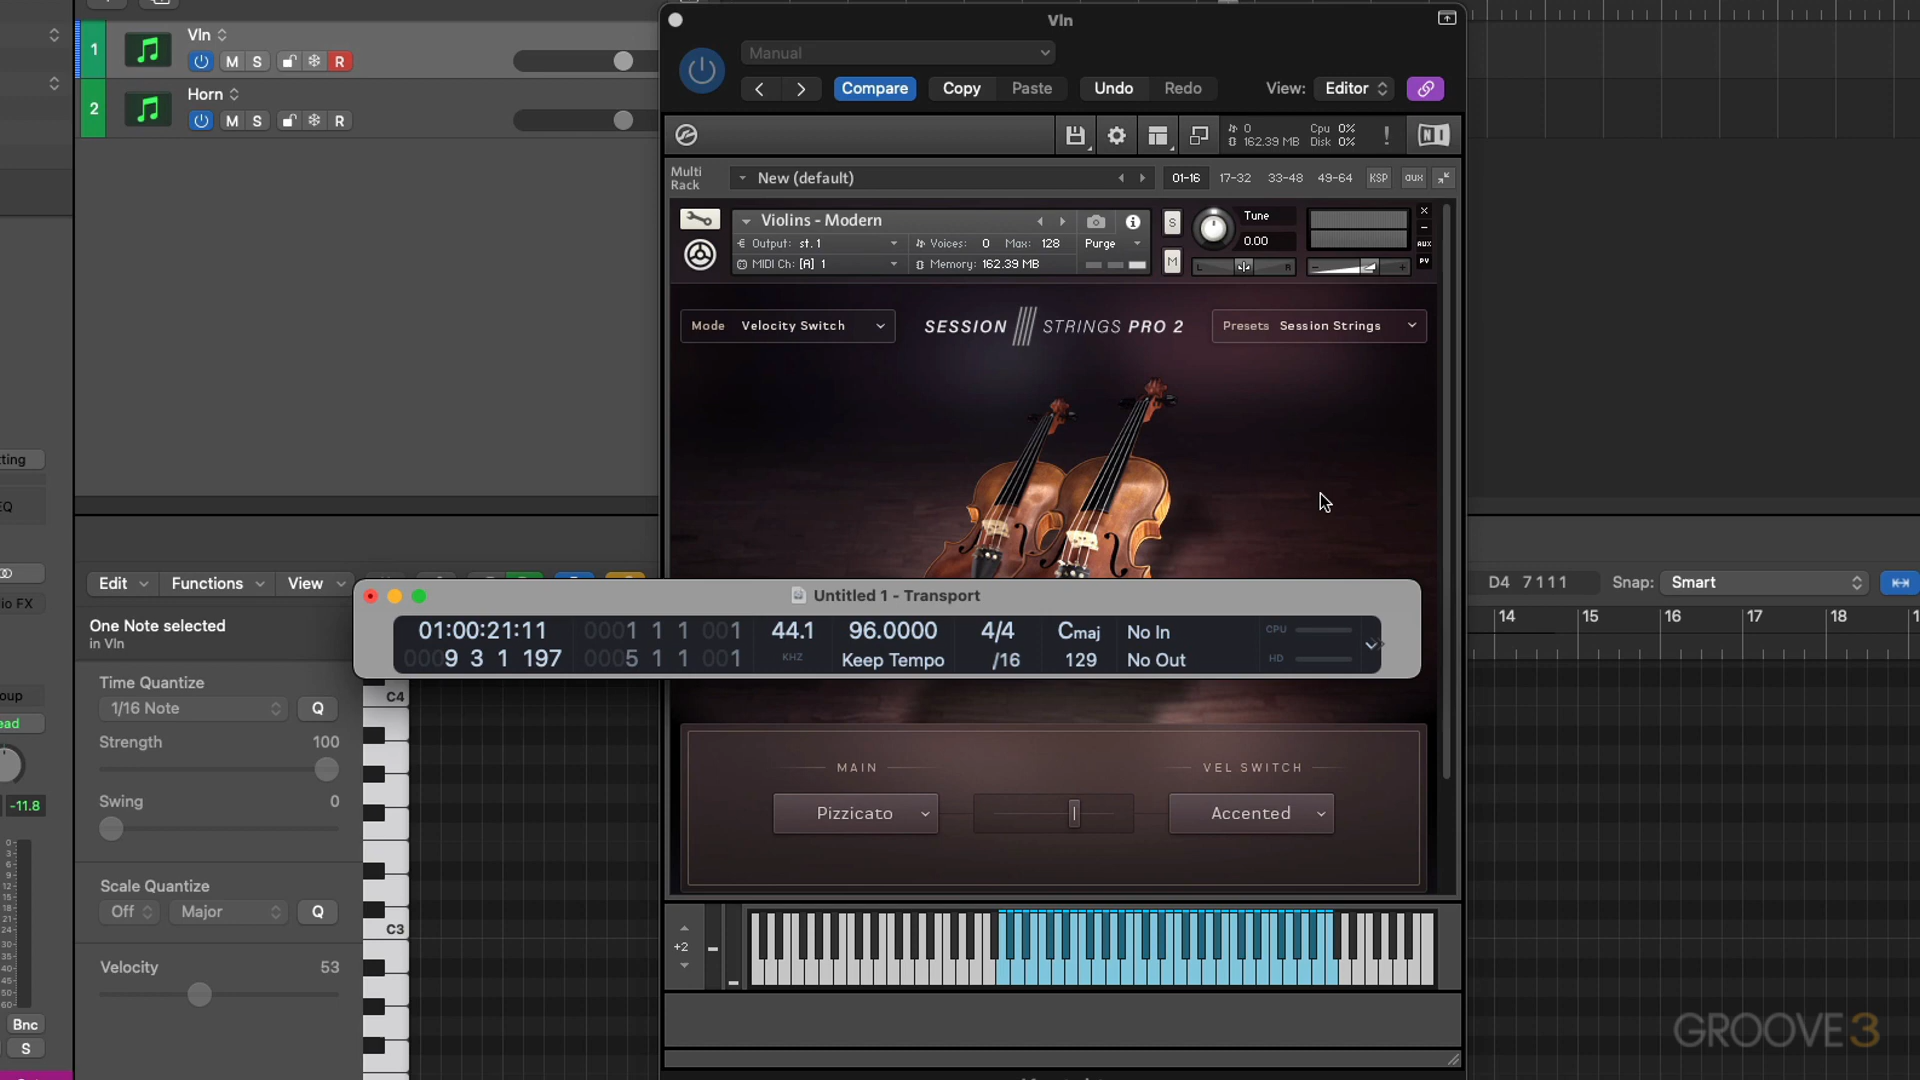 1
Vln
M S R
2
Horn
M S R
Vln
Manual
Compare
Copy
Paste
Undo
Redo
View: Editor
0
162.39 MB
Cpu 0%
Disk 0%
!
NI
Multi
Rack
New (default)
01-16
17-32
33-48
49-64
KSP
aux
Violins - Modern
Output: st. 1
Voices: 0 Max: 128
Purge
MIDI Ch: [A] 1
Memory: 162.39 MB
S
M
Tune
0.00
L
R
AUX
PV
Mode Velocity Switch
SESSION STRINGS PRO 2
Presets Session Strings
Edit
Functions
View
D4 7 1 1 1
Snap: Smart
Untitled 1 - Transport
01:00:21:11
0009 3 1 197
0001 1 1 001
0005 1 1 001
44.1
KHZ
96.0000
Keep Tempo
4/4
/16
Cmaj
129
No In
No Out
CPU
HD
14
15
16
17
18
One Note selected
in Vln
Time Quantize
1/16 Note
Q
Strength 100
Swing 0
Scale Quantize
Off
Major
Q
Velocity 53
C4
C3
MAIN
VEL SWITCH
Pizzicato
Accented
+2
-11.8
Bnc
S
GROOVE3